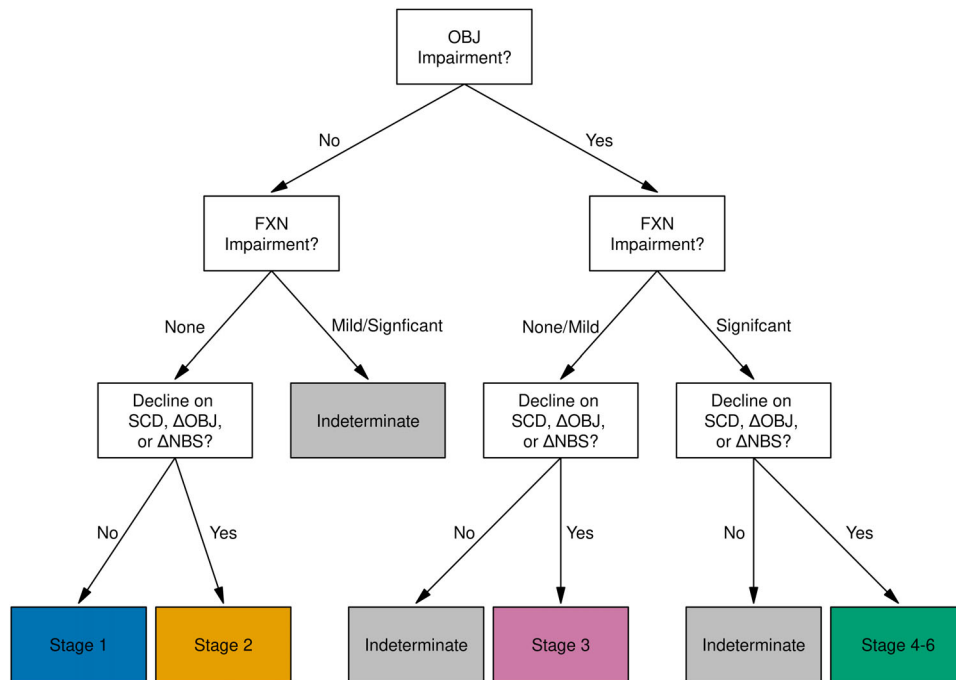 OBJ
Impairment?
No
Yes
FXN
Impairment?
FXN
Impairment?
None
Mild/Signficant
None/Mild
Signifcant
Decline on
SCD, ΔOBJ,
or ΔNBS?
Indeterminate
Decline on
SCD, ΔOBJ,
or ΔNBS?
Decline on
SCD, ΔOBJ,
or ΔNBS?
No
Yes
No
Yes
No
Yes
Stage 1
Stage 2
Indeterminate
Stage 3
Indeterminate
Stage 4-6